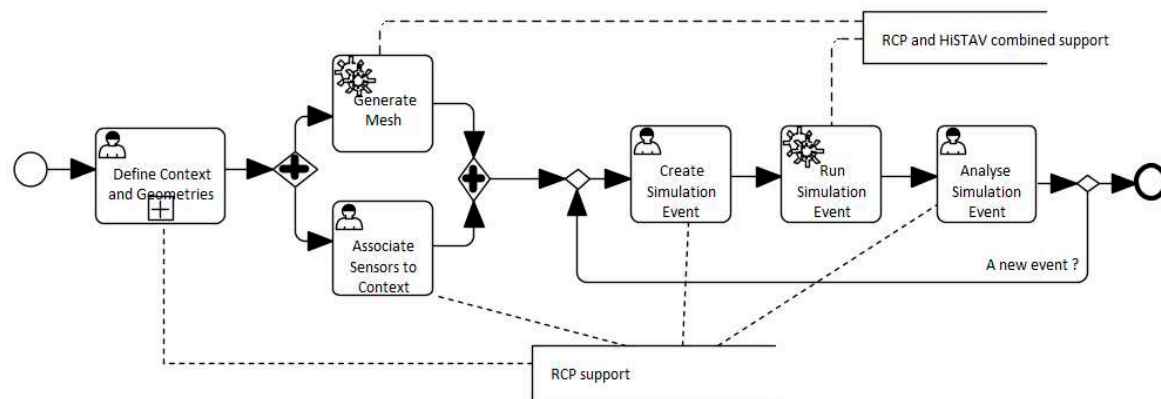 RCP and HiSTAV combined support
Generate
Mesh
Define Context
and Geometries
Create
Simulation
Event
Run
Simulation
Event
Analyse
Simulation
Event
Associate
Sensors to
Context
A new event ?
RCP support